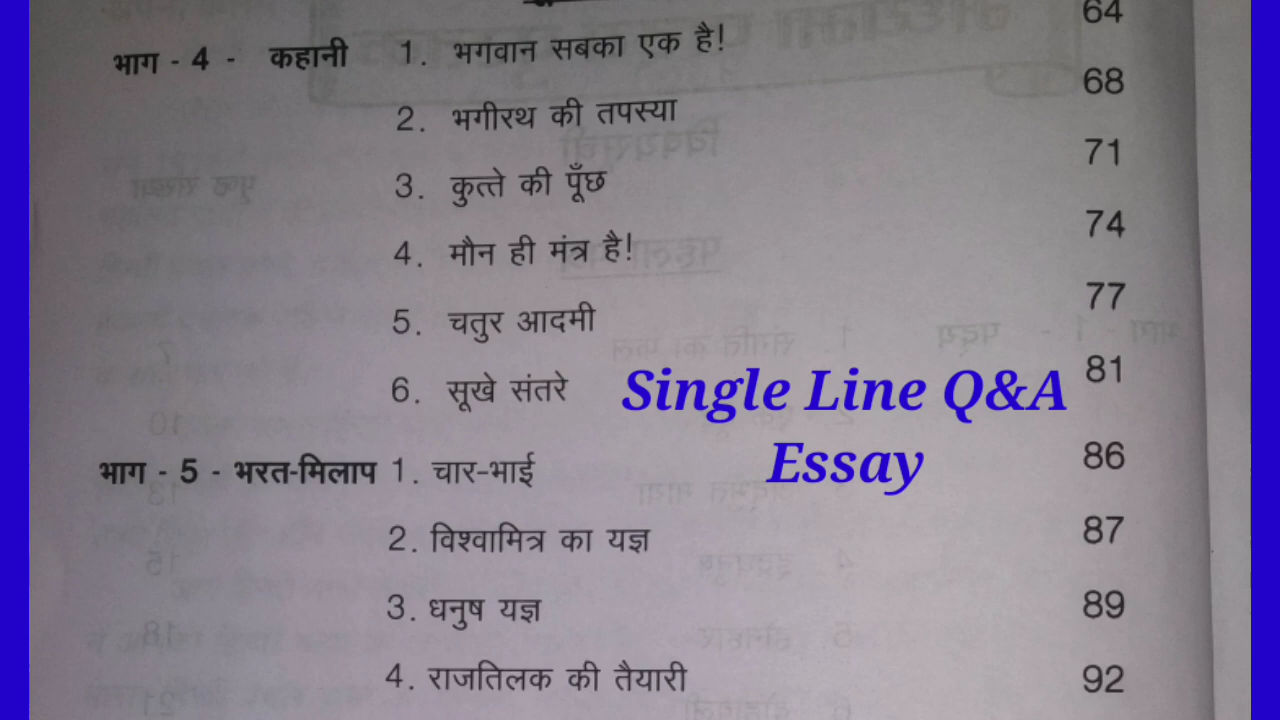 भाग - 4 - कहानी 1. भगवान सबका एक है! 64
2. भगीरथ की तपस्या 68
3. कुत्ते की पूँछ 71
4. मौन ही मंत्र है! 74
5. चतुर आदमी 77
6. सूखे संतरे 81
Single Line Q&A
Essay
भाग - 5 - भरत-मिलाप 1. चार-भाई 86
2. विश्वामित्र का यज्ञ 87
3. धनुष यज्ञ 89
4. राजतिलक की तैयारी 92